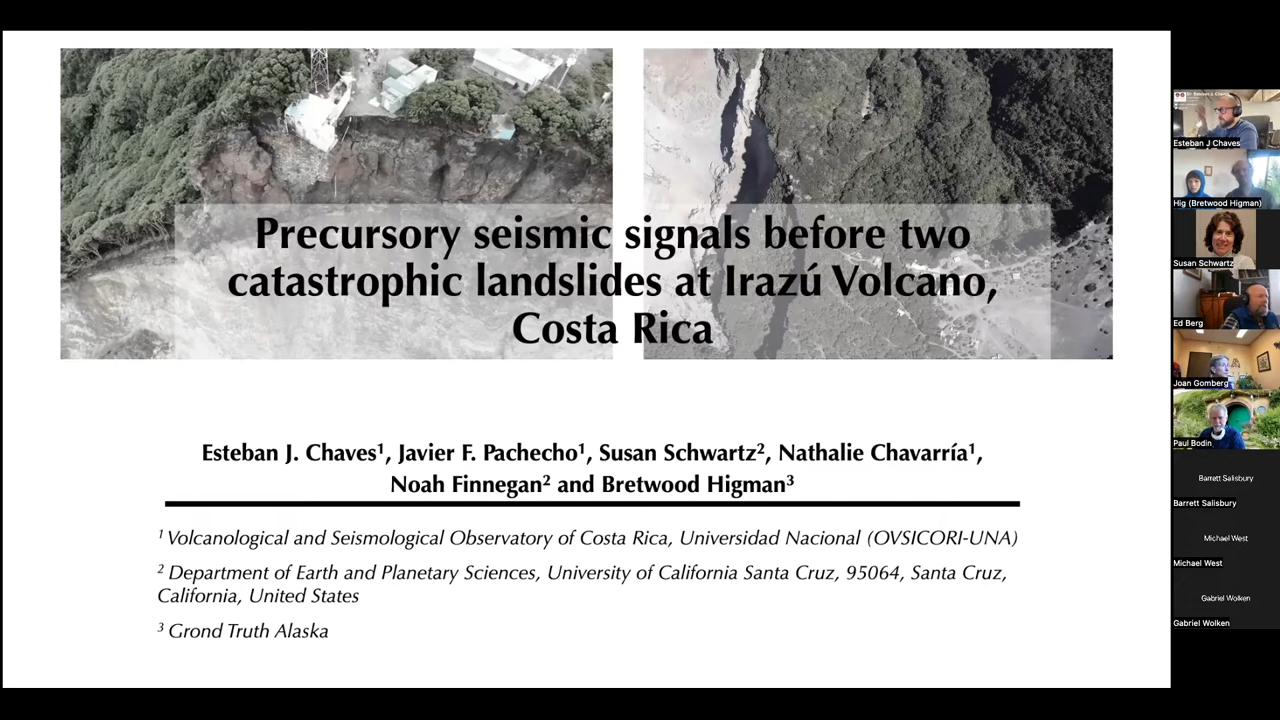 Precursory seismic signals before two
catastrophic landslides at Irazú Volcano,
Costa Rica
Esteban J. Chaves¹, Javier F. Pachecho¹, Susan Schwartz², Nathalie Chavarría¹,
Noah Finnegan² and Bretwood Higman³
¹ Volcanological and Seismological Observatory of Costa Rica, Universidad Nacional (OVSICORI-UNA)
² Department of Earth and Planetary Sciences, University of California Santa Cruz, 95064, Santa Cruz,
California, United States
³ Grond Truth Alaska
Esteban J Chaves
Hig (Bretwood Higman)
Susan Schwartz
Ed Berg
Joan Gomberg
Paul Bodin
Barrett Salisbury
Barrett Salisbury
Michael West
Michael West
Gabriel Wolken
Gabriel Wolken